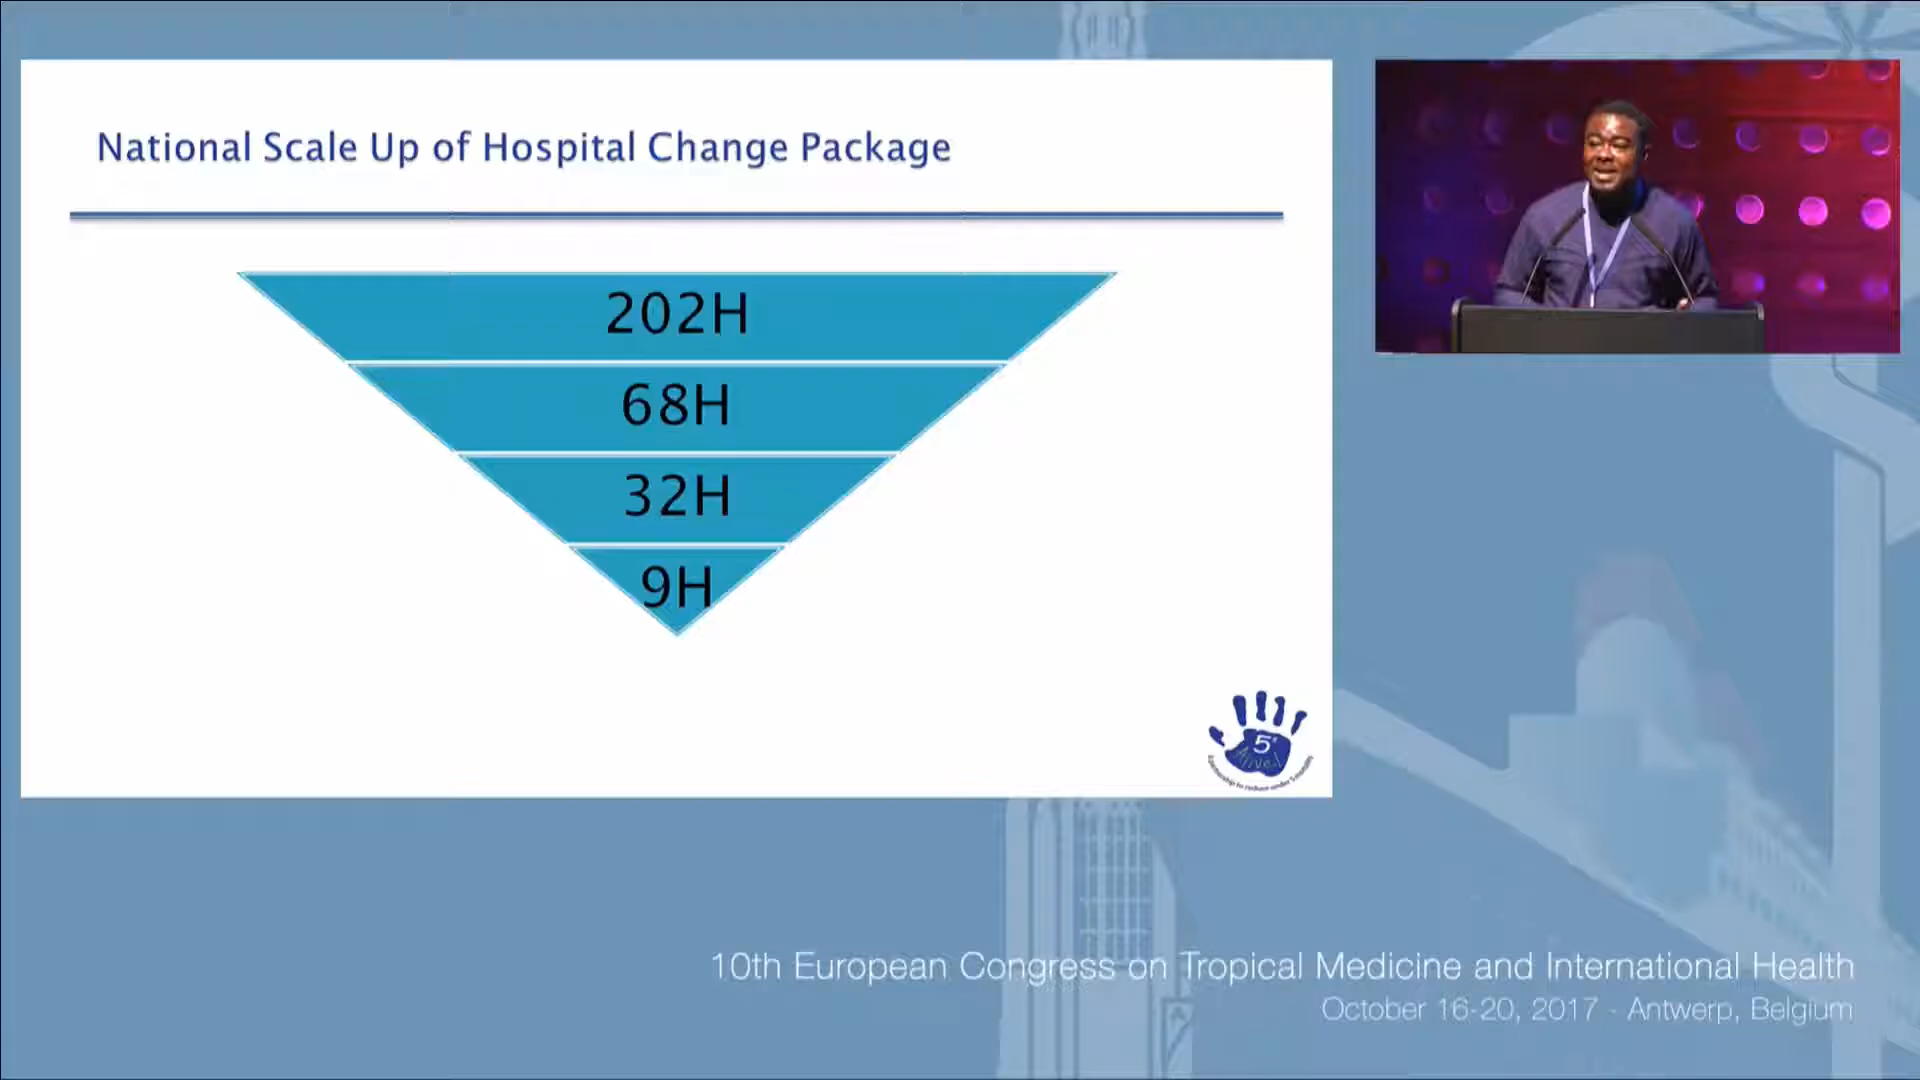 National Scale Up of Hospital Change Package
202H
68H
32H
9H
5
Alive!
10th European Congress on Tropical Medicine and International Health
October 16-20, 2017 - Antwerp, Belgium